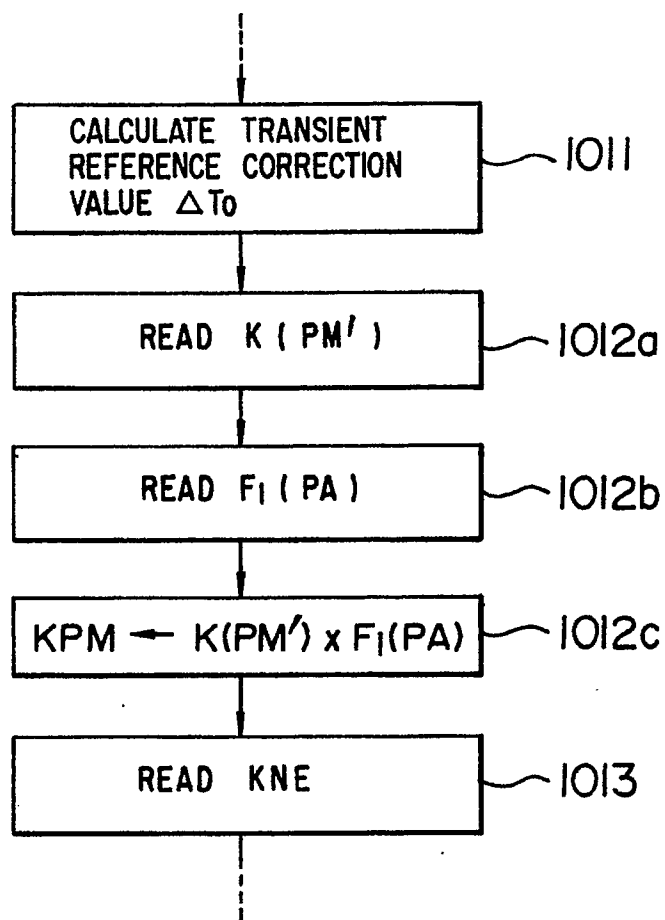 CALCULATE TRANSIENT
REFERENCE CORRECTION
VALUE △To
1011
READ K ( PM' )
1012a
READ F1 ( PA )
1012b
KPM ← K(PM') x F1(PA)
1012c
READ KNE
1013